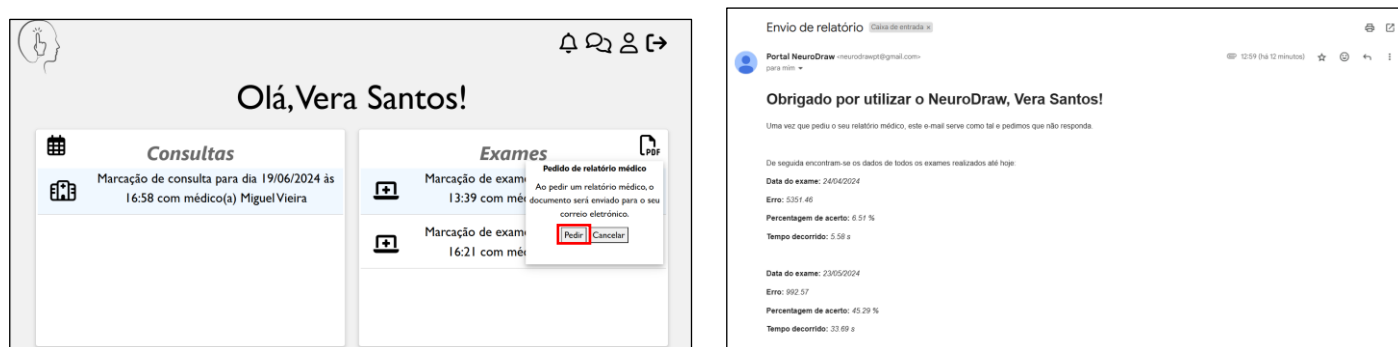 Olá, Vera Santos!
Consultas
Marcação de consulta para dia 19/06/2024 às
16:58 com médico(a) Miguel Vieira
Exames
PDF
Marcação de exam
13:39 com mé
Marcação de exam
16:21 com mé
Pedido de relatório médico
Ao pedir um relatório médico, o
documento será enviado para o seu
correio eletrónico.
Pedir Cancelar
Envio de relatório Caixa de entrada x
Portal NeuroDraw <neurodrawpt@gmail.com> 12:59 (há 12 minutos)
para mim
Obrigado por utilizar o NeuroDraw, Vera Santos!
Uma vez que pediu o seu relatório médico, este e-mail serve como tal e pedimos que não responda.
De seguida encontram-se os dados de todos os exames realizados até hoje:
Data do exame: 24/04/2024
Erro: 5351.46
Percentagem de acerto: 6.51 %
Tempo decorrido: 5.58 s
Data do exame: 23/05/2024
Erro: 992.57
Percentagem de acerto: 45.29 %
Tempo decorrido: 33.69 s